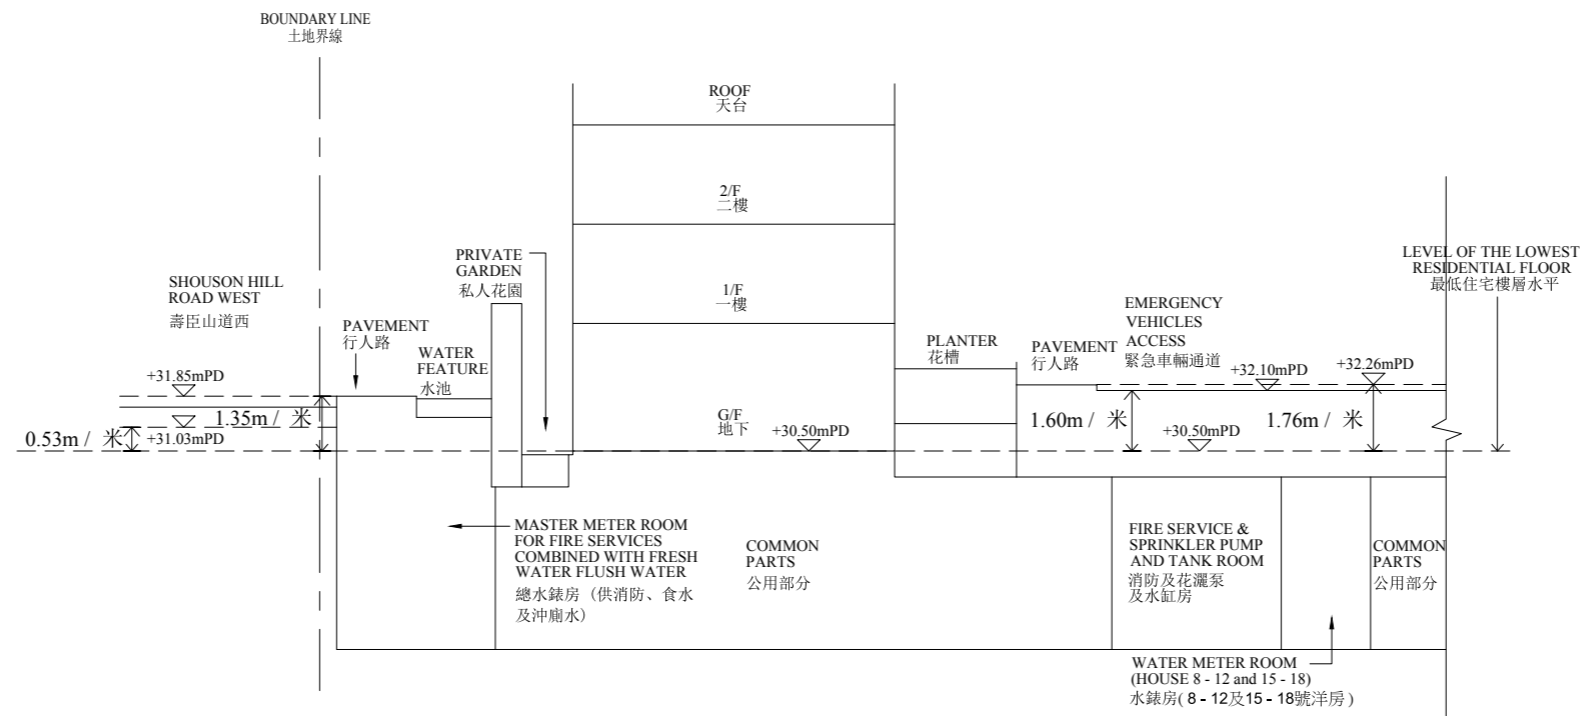 BOUNDARY LINE
土地界線
ROOF
天台
2/F
二樓
1/F
一樓
G/F
地下
+30.50mPD
PRIVATE
GARDEN
私人花園
SHOUSON HILL
ROAD WEST
壽臣山道西
PAVEMENT
行人路
WATER
FEATURE
水池
+31.85mPD
1.35m / 米
0.53m / 米
+31.03mPD
PLANTER
花槽
PAVEMENT
行人路
EMERGENCY
VEHICLES
ACCESS
緊急車輛通道
+32.10mPD
+32.26mPD
1.60m / 米
1.76m / 米
+30.50mPD
LEVEL OF THE LOWEST
RESIDENTIAL FLOOR
最低住宅樓層水平
MASTER METER ROOM
FOR FIRE SERVICES
COMBINED WITH FRESH
WATER FLUSH WATER
總水錶房（供消防、食水
及沖廁水）
COMMON
PARTS
公用部分
FIRE SERVICE &
SPRINKLER PUMP
AND TANK ROOM
消防及花灑泵
及水缸房
COMMON
PARTS
公用部分
WATER METER ROOM
(HOUSE 8 - 12 and 15 - 18)
水錶房( 8 - 12及15 - 18號洋房 )